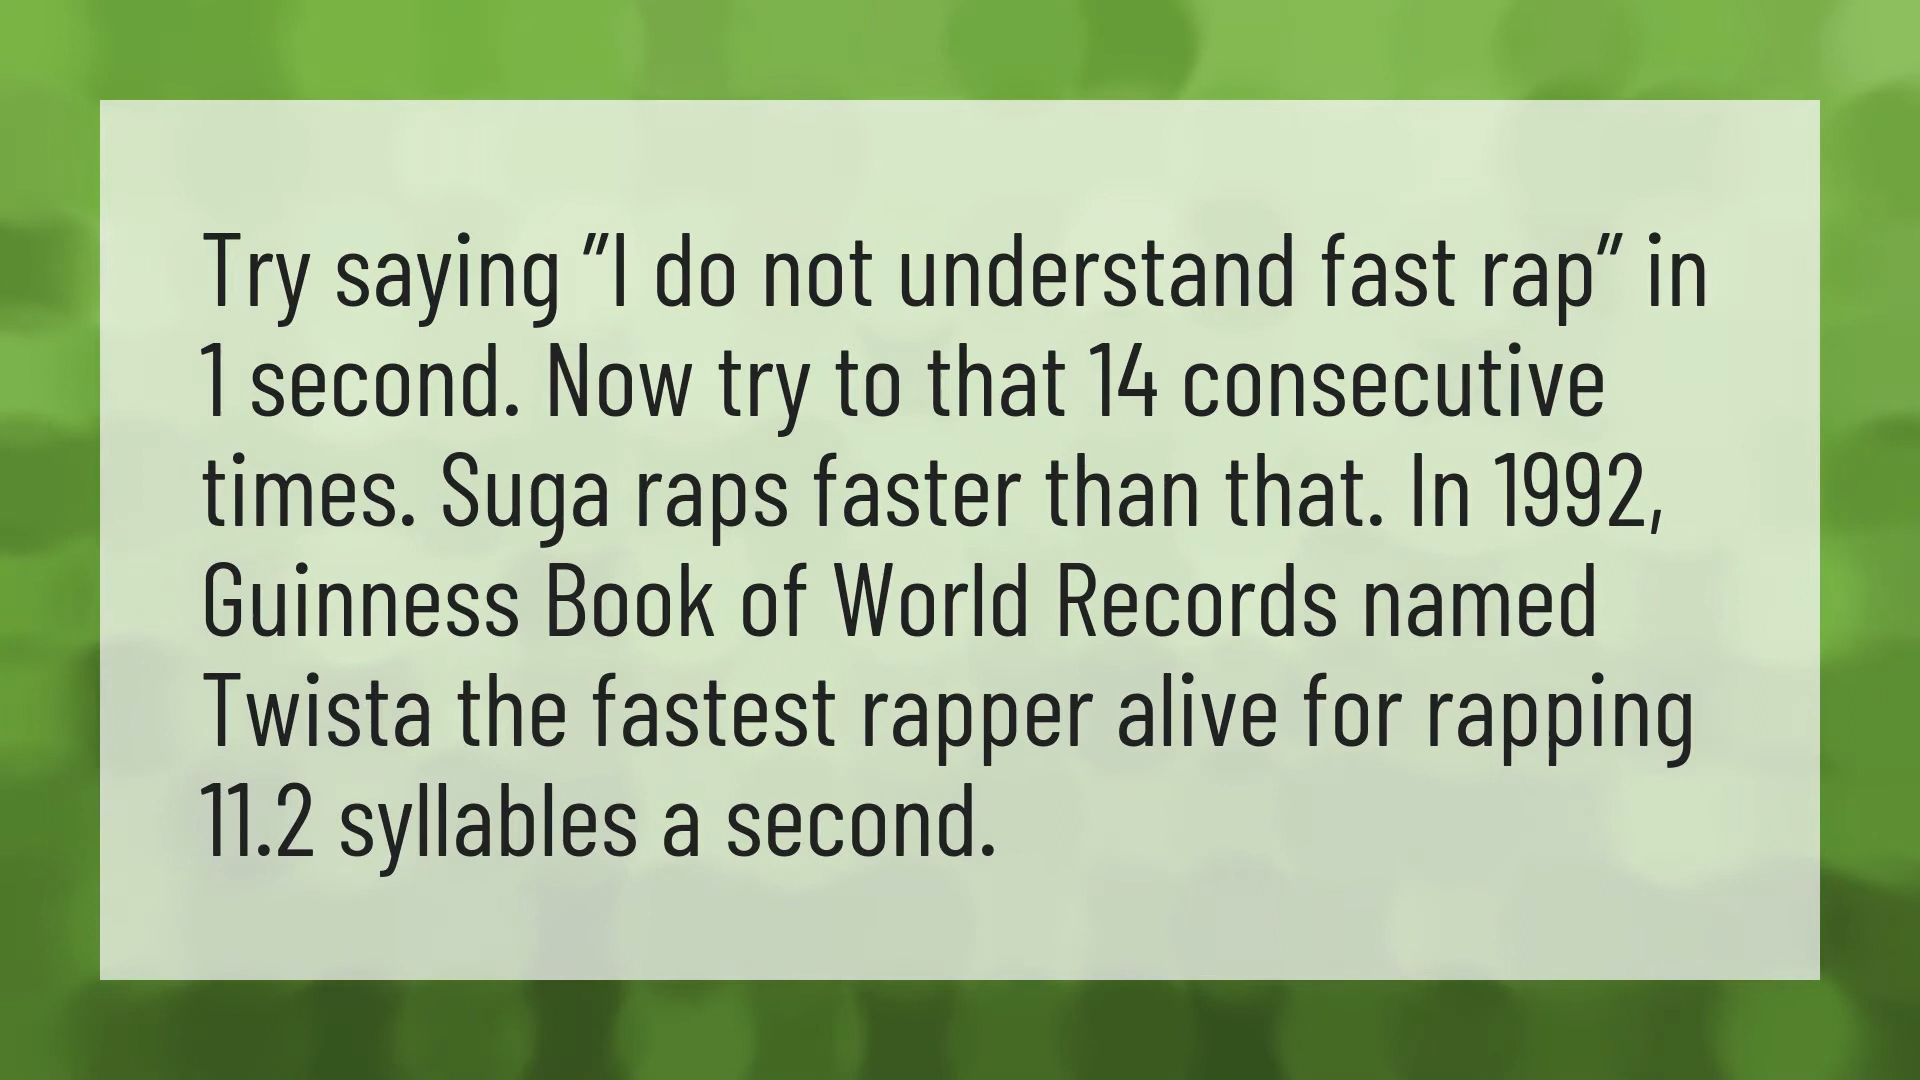 Try saying "I do not understand fast rap" in
1 second. Now try to that 14 consecutive
times. Suga raps faster than that. In 1992,
Guinness Book of World Records named
Twista the fastest rapper alive for rapping
11.2 syllables a second.